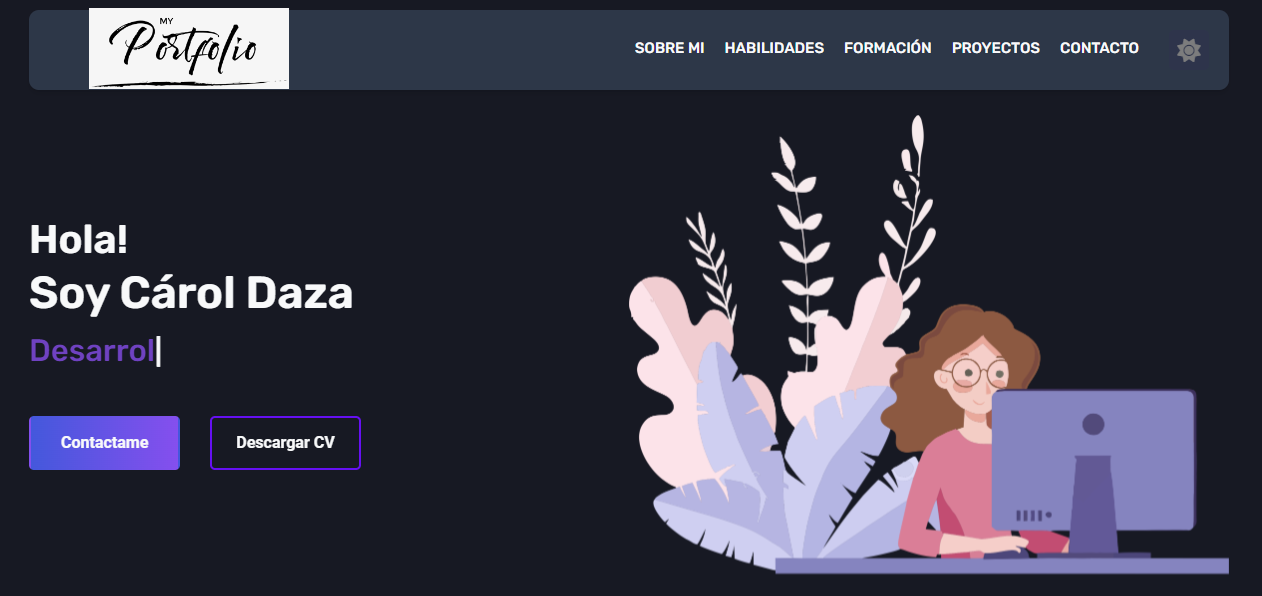 MY
Portfolio
SOBRE MI HABILIDADES FORMACIÓN PROYECTOS CONTACTO
Hola!
Soy Cárol Daza
Desarrol
Contactame Descargar CV